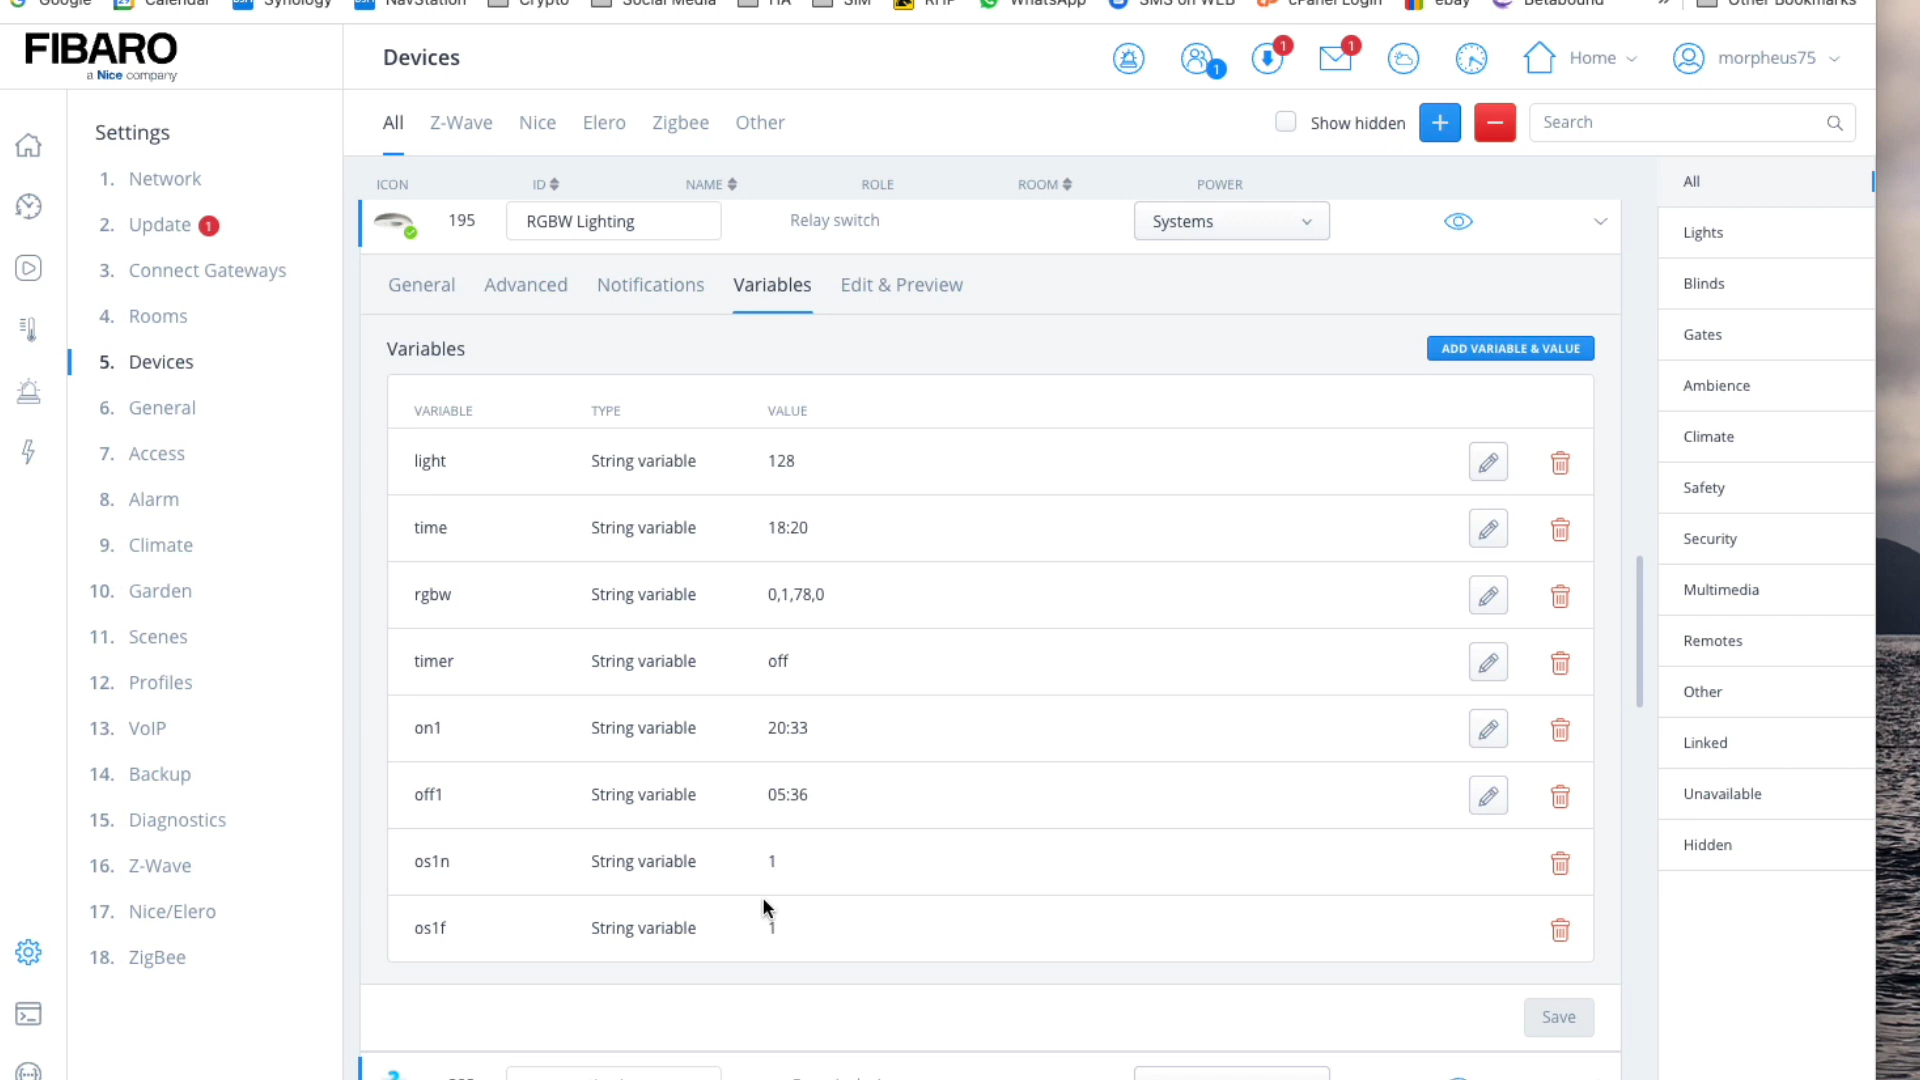 Google
Calendar
Synology
NavStation
Crypto
Social Media
HA
SIM
RHP
WhatsApp
SMS on WEB
cPanel Login
ebay
Betabound
»
Other Bookmarks
FIBARO
a Nice company
Devices
1
1
1
Home
morpheus75
All
Z-Wave
Nice
Elero
Zigbee
Other
Show hidden
+
−
Search
Settings
1. Network
2. Update 1
3. Connect Gateways
4. Rooms
5. Devices
6. General
7. Access
8. Alarm
9. Climate
10. Garden
11. Scenes
12. Profiles
13. VoIP
14. Backup
15. Diagnostics
16. Z-Wave
17. Nice/Elero
18. ZigBee
ICON ID NAME ROLE ROOM POWER
195 RGBW Lighting Relay switch Systems
General Advanced Notifications Variables Edit & Preview
Variables
ADD VARIABLE & VALUE
VARIABLE TYPE VALUE
light String variable 128
time String variable 18:20
rgbw String variable 0,1,78,0
timer String variable off
on1 String variable 20:33
off1 String variable 05:36
os1n String variable 1
os1f String variable 1
Save
All
Lights
Blinds
Gates
Ambience
Climate
Safety
Security
Multimedia
Remotes
Other
Linked
Unavailable
Hidden